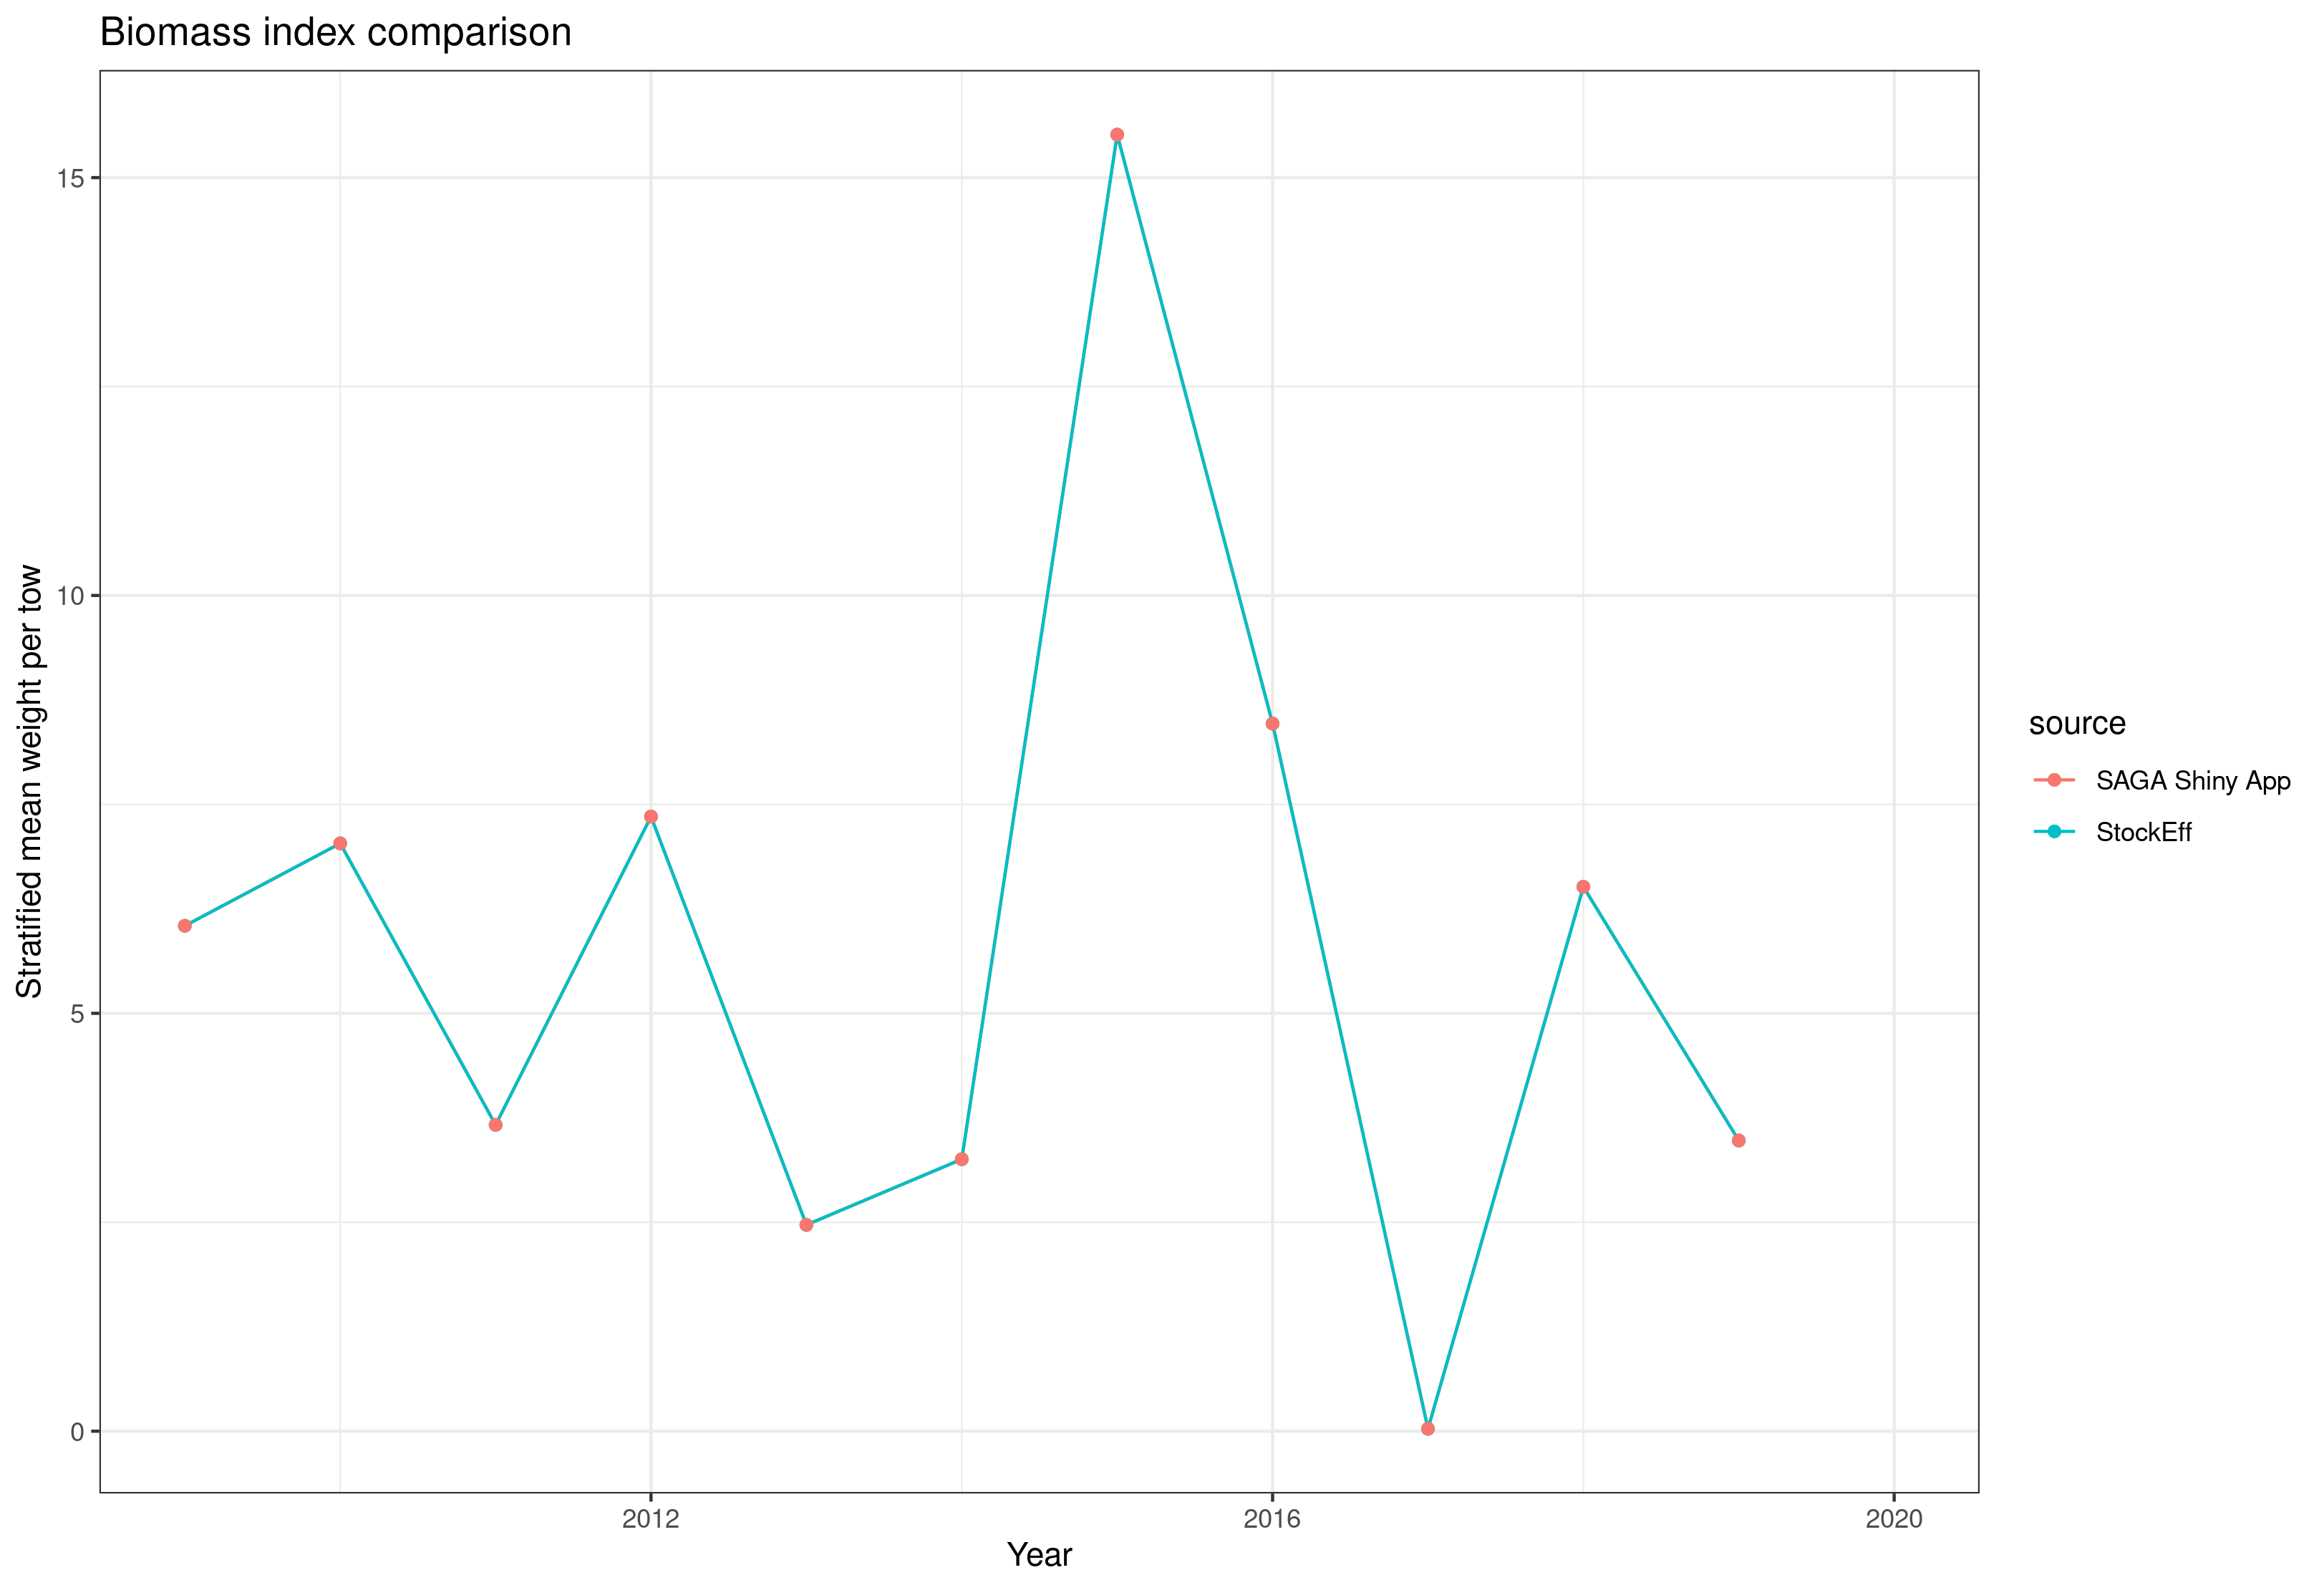 Biomass index comparison
Stratified mean weight per tow
15
10
5
0
2012
2016
2020
Year
source
SAGA Shiny App
StockEff